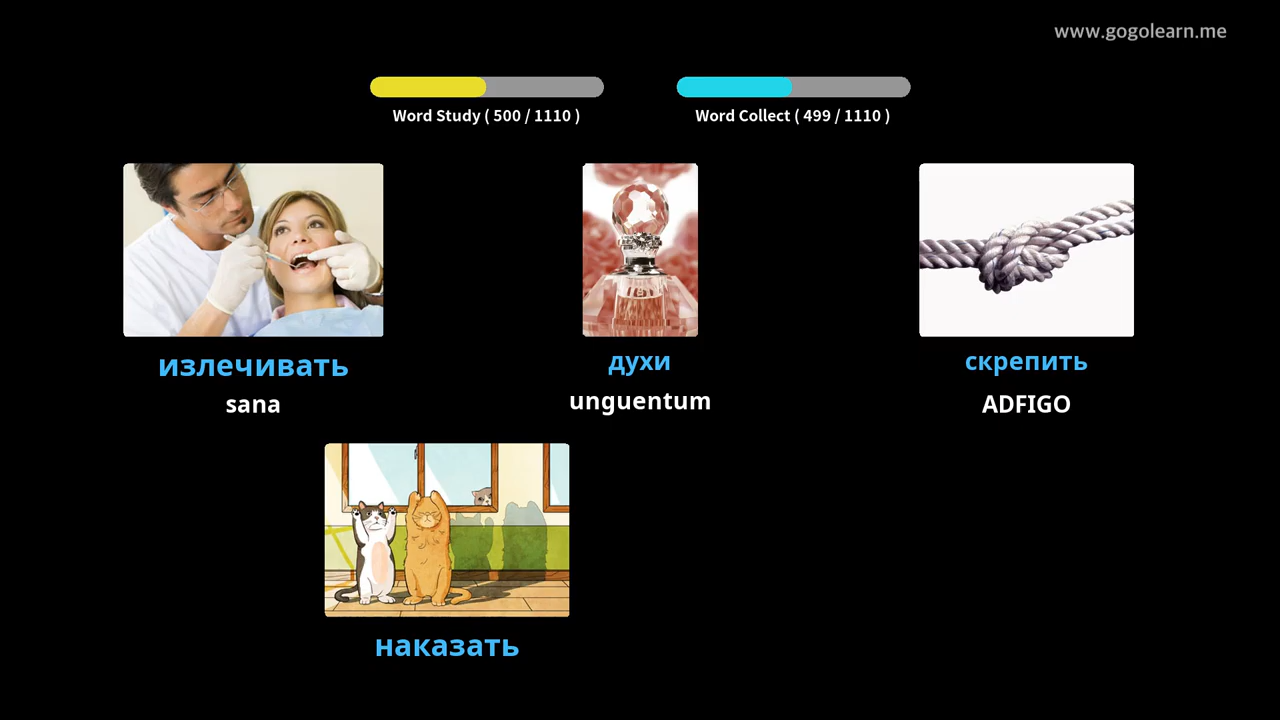 www.gogolearn.me
Word Study ( 500 / 1110 )
Word Collect ( 499 / 1110 )
излечивать
sana
духи
unguentum
скрепить
ADFIGO
наказать